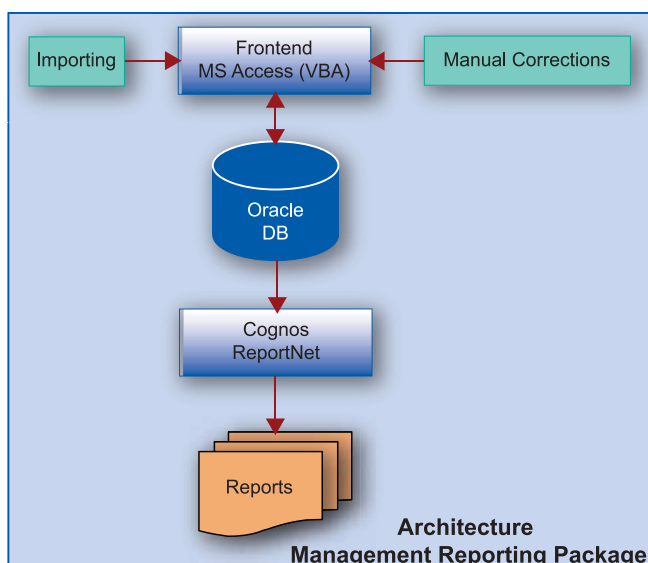 Importing
Frontend
MS Access (VBA)
Manual Corrections
Oracle
DB
Cognos
ReportNet
Reports
Architecture
Management Reporting Package